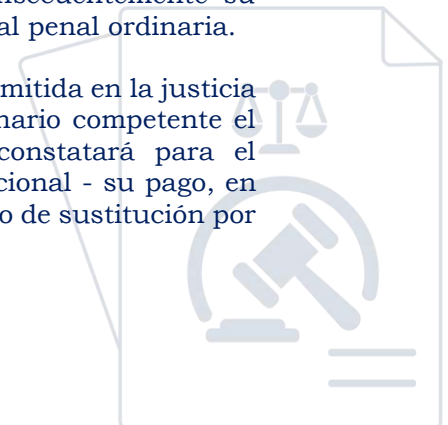 su
al penal ordinaria.
mitida en la justicia
nario competente el
constatará para el
cional - su pago, en
o de sustitución por